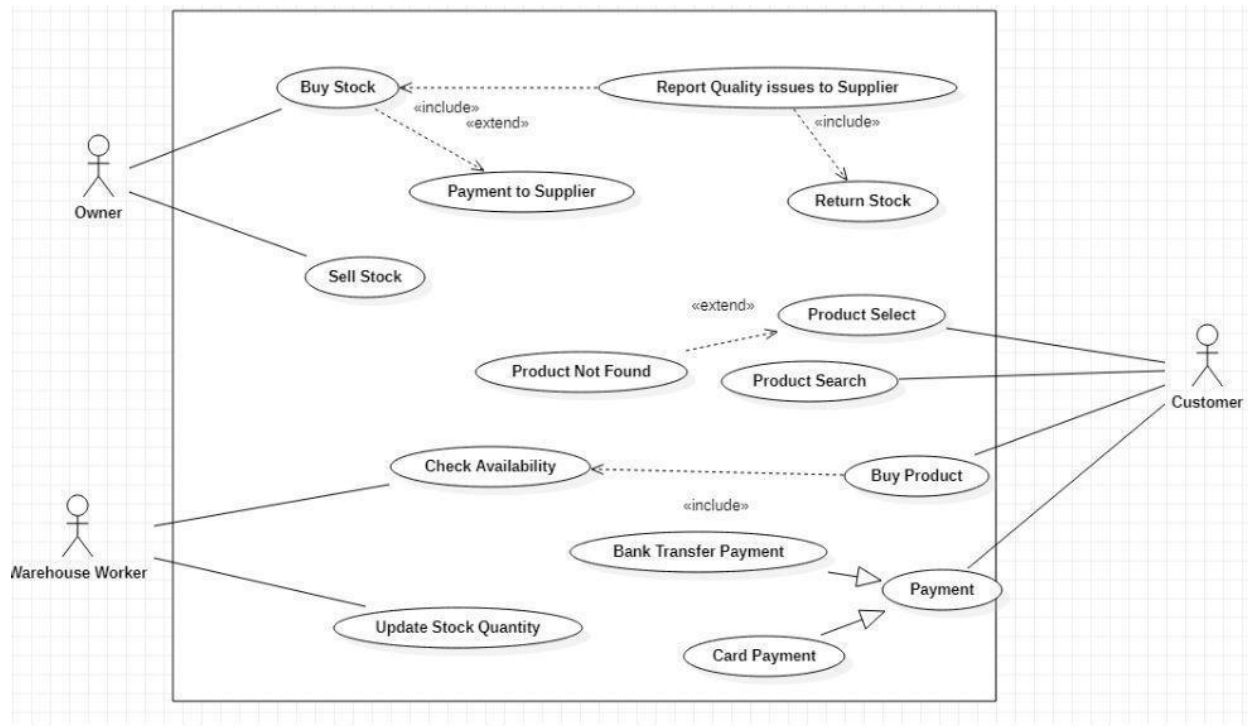 Buy Stock
Report Quality issues to Supplier
«include»
«extend»
«include»
Payment to Supplier
Return Stock
Owner
Sell Stock
«extend»
Product Select
Product Not Found
Product Search
Customer
Check Availability
Buy Product
«include»
Warehouse Worker
Bank Transfer Payment
Payment
Update Stock Quantity
Card Payment